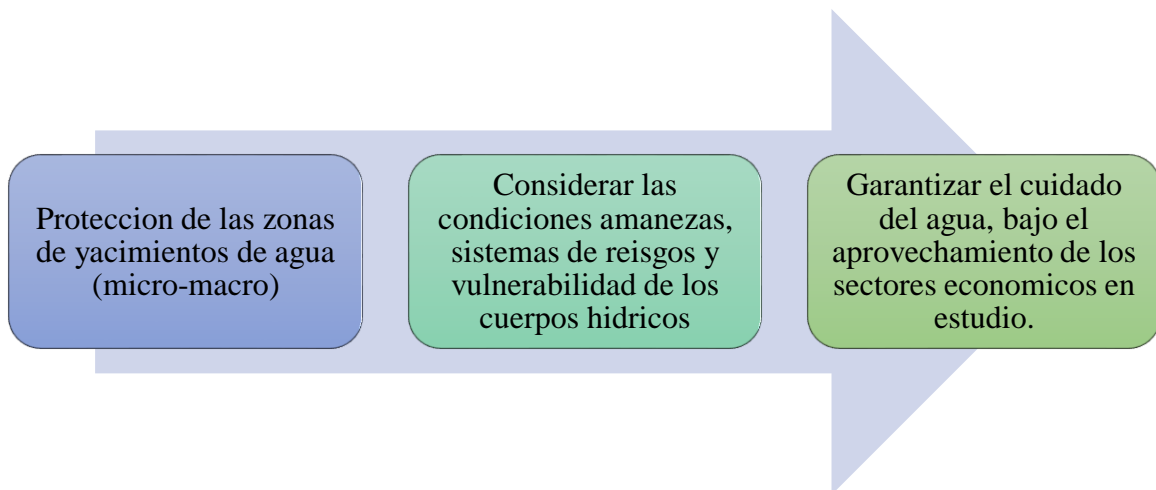 Proteccion de las zonas
de yacimientos de agua
(micro-macro)
Considerar las
condiciones amanezas,
sistemas de reisgos y
vulnerabilidad de los
cuerpos hidricos
Garantizar el cuidado
del agua, bajo el
aprovechamiento de los
sectores economicos en
estudio.